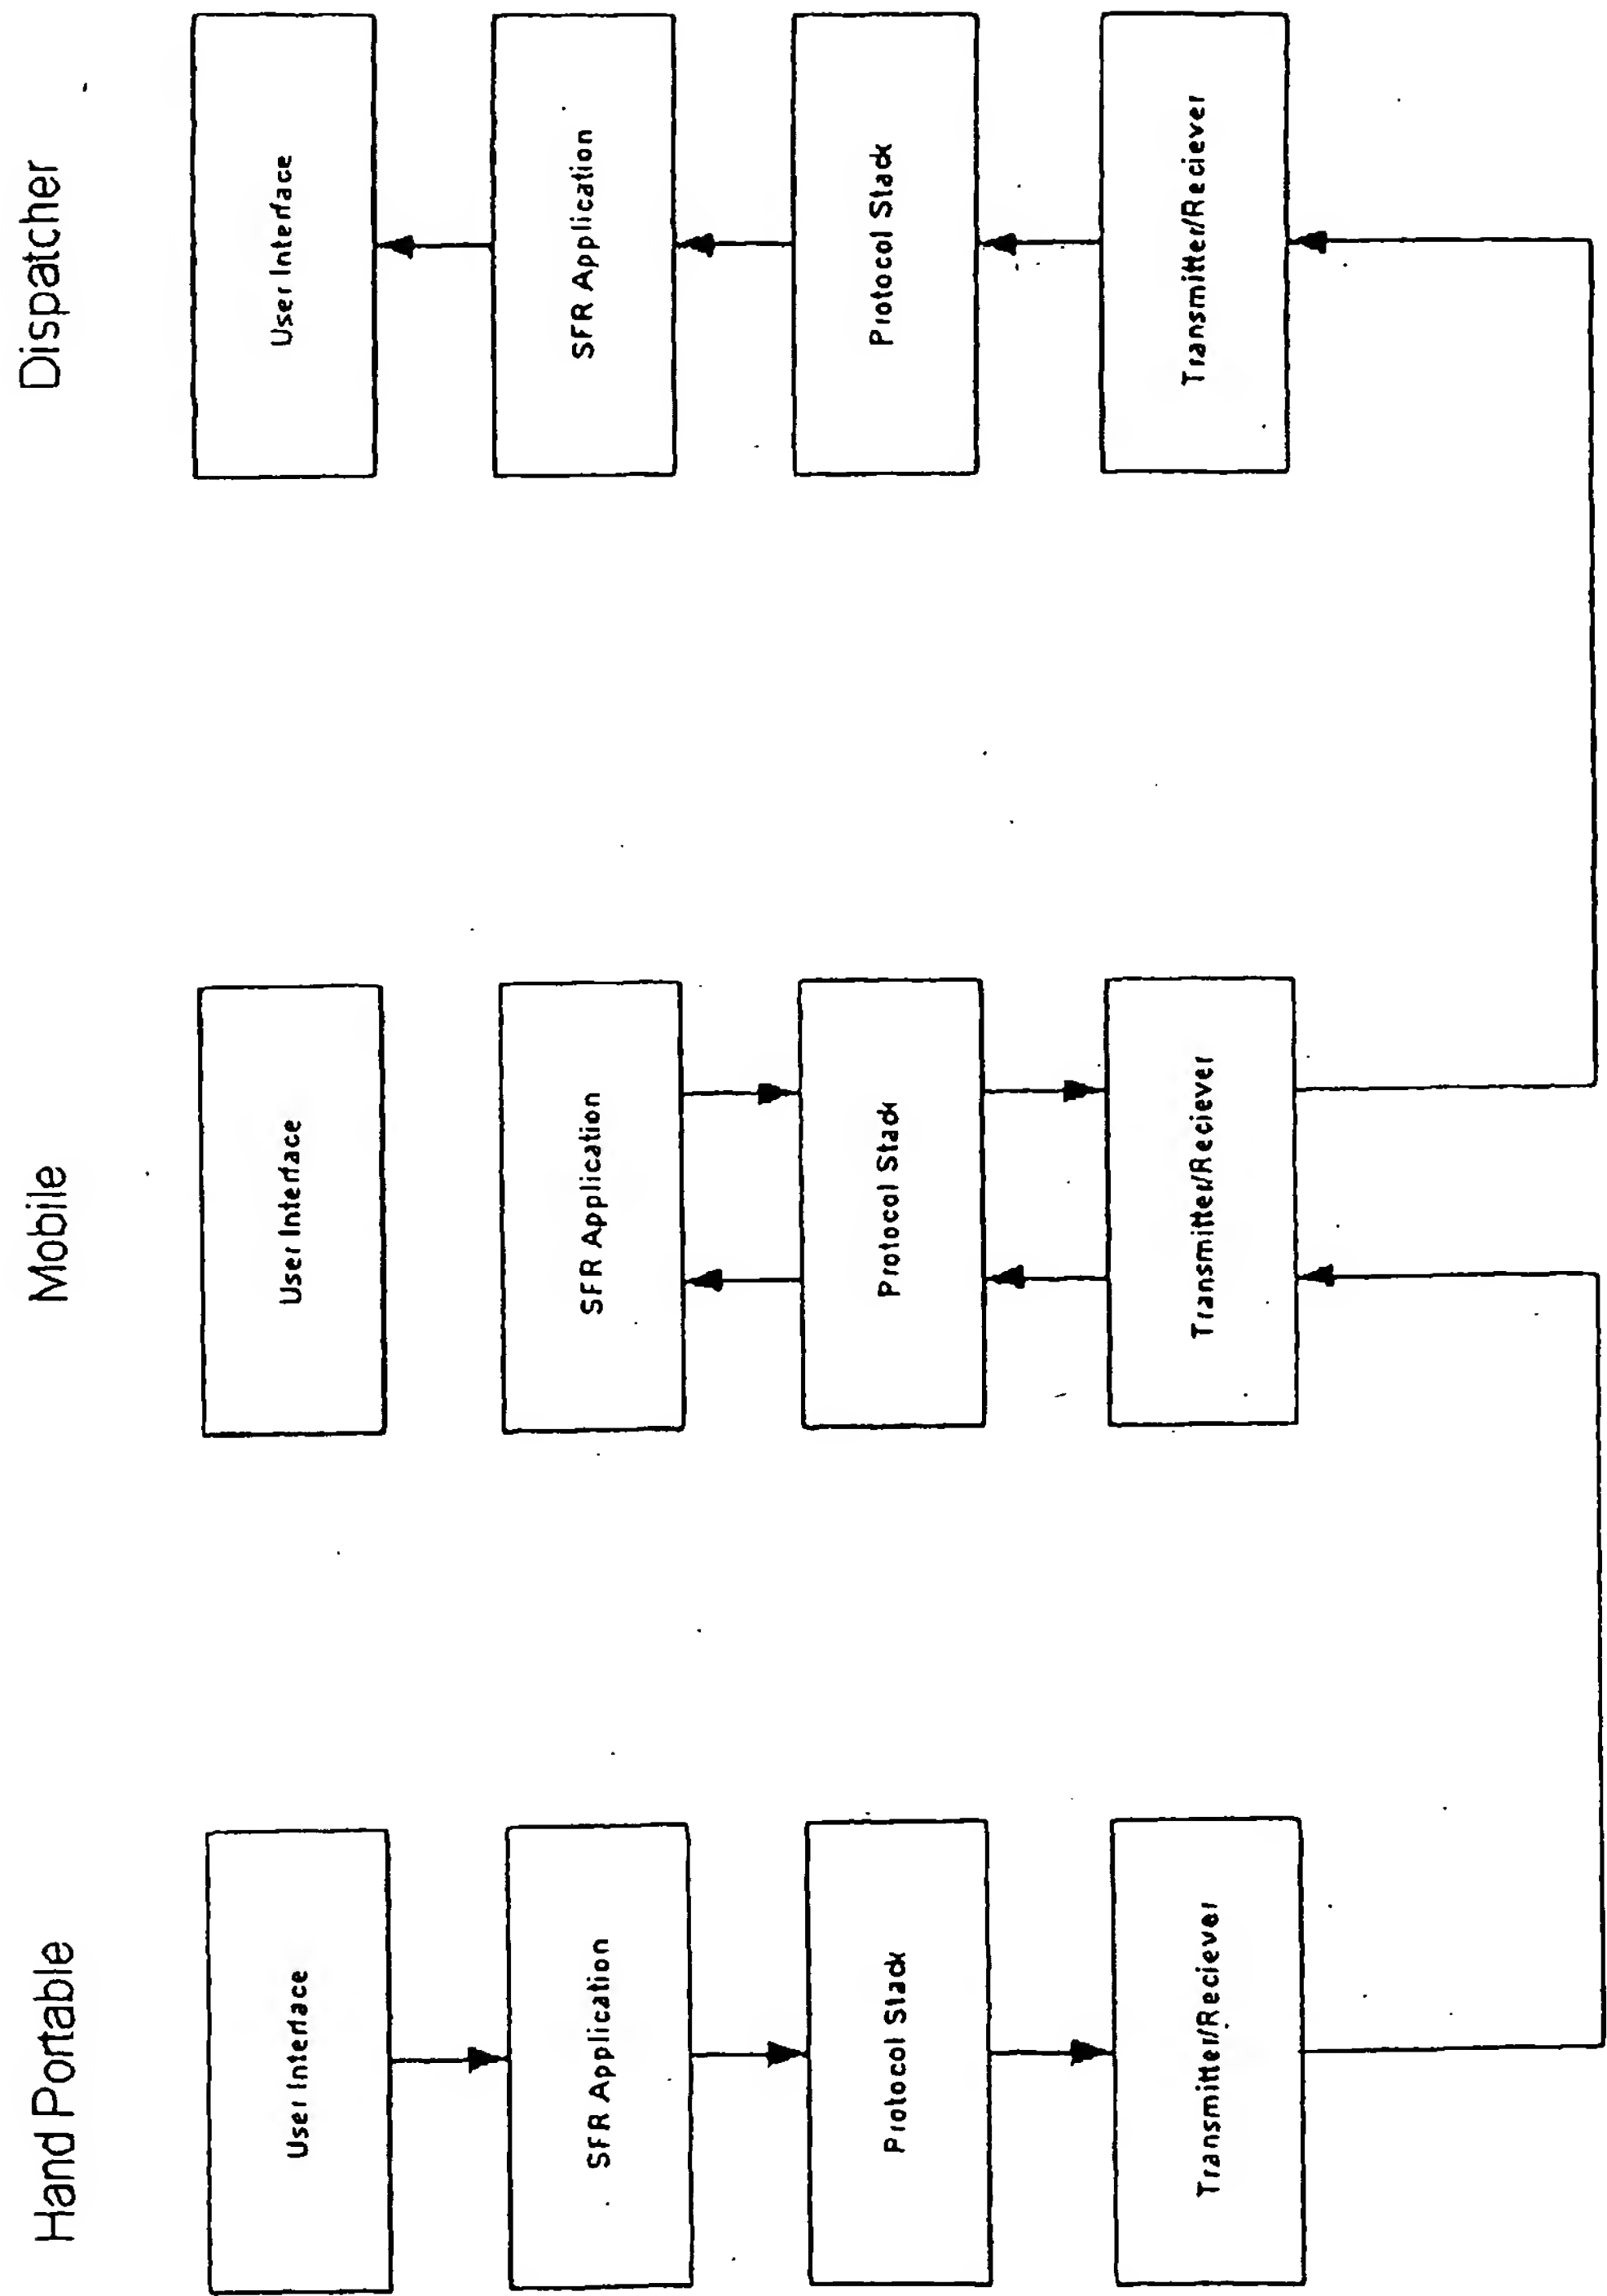 Hand Portable
Mobile
Dispatcher
User Interface
User Interface
User Interface
SFR Application
SFR Application
SFR Application
Protocol Stack
Protocol Stack
Protocol Stack
Transmitter/Reciever
Transmitter/Reciever
Transmitter/Reciever